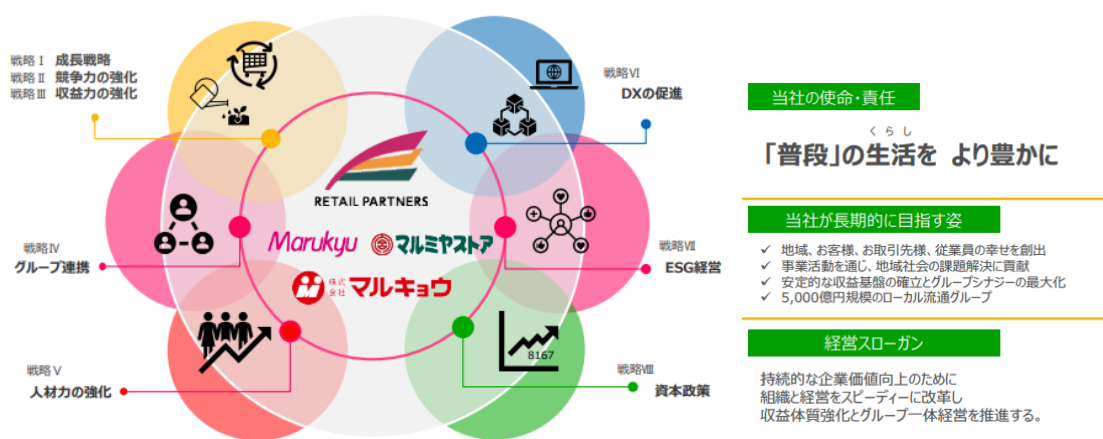 戦略Ⅰ 成長戦略
戦略Ⅱ 競争力の強化
戦略Ⅲ 収益力の強化
戦略Ⅵ
DXの促進
RETAIL PARTNERS
Marukyu
マルミヤストア
株式会社 マルキョウ
戦略Ⅳ
グループ連携
戦略Ⅶ
ESG経営
戦略Ⅴ
人材力の強化
8167
戦略Ⅷ
資本政策
当社の使命・責任
くらし
「普段」の生活を より豊かに
当社が長期的に目指す姿
✓ 地域、お客様、お取引先様、従業員の幸せを創出
✓ 事業活動を通じ、地域社会の課題解決に貢献
✓ 安定的な収益基盤の確立とグループシナジーの最大化
✓ 5,000億円規模のローカル流通グループ
経営スローガン
持続的な企業価値向上のために
組織と経営をスピーディーに改革し
収益体質強化とグループ一体経営を推進する。